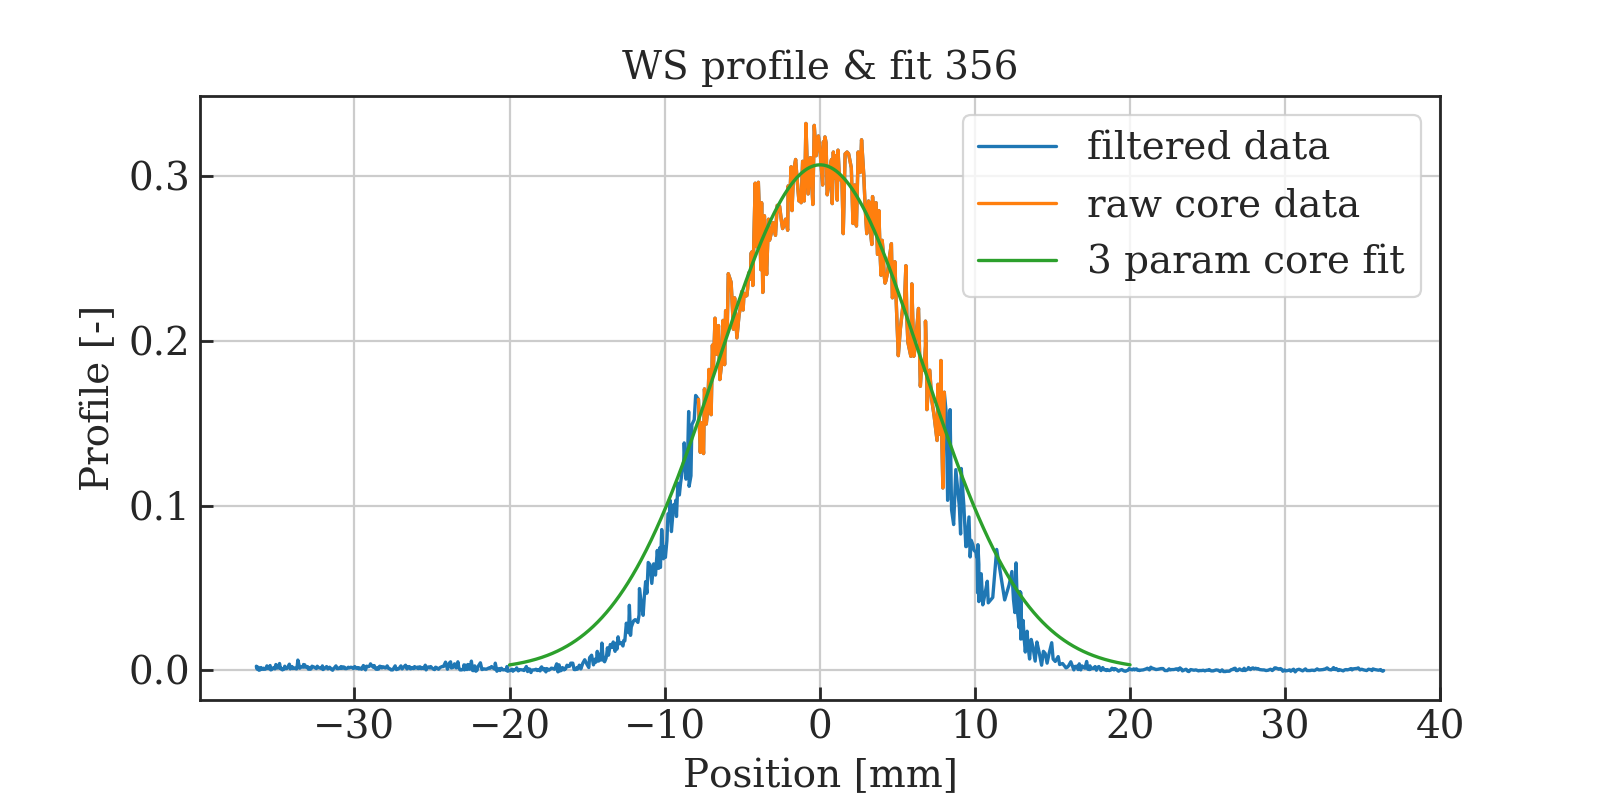 WS profile & fit 356
filtered data
raw core data
3 param core fit
Profile [-]
0.3
0.2
0.1
0.0
−30 −20 −10 0 10 20 30 40
Position [mm]